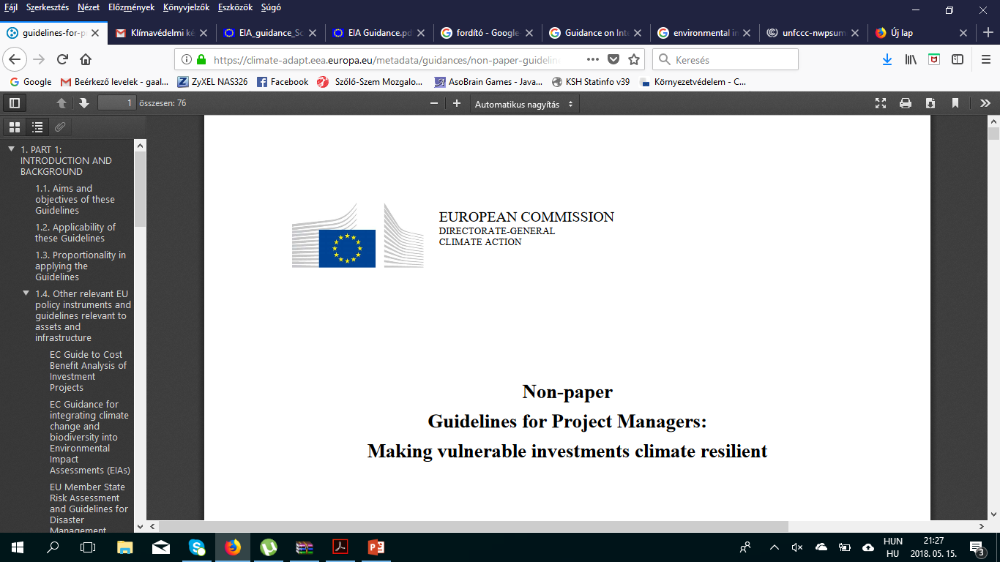 Fájl Szerkesztés Nézet Előzmények Könyvjelzők Eszközök Súgó
guidelines-for-pr
Klímavédelmi ké
EIA_guidance_Sc
EIA Guidance.pd
fordító - Google
Guidance on Inte
environmental in
unfccc-nwpsum
Új lap
https://climate-adapt.eea.europa.eu/metadata/guidances/non-paper-guideline
Keresés
Google
Beérkező levelek - gaal...
ZyXEL NAS326
Facebook
Szőlő-Szem Mozgalo...
AsoBrain Games - Java...
KSH Statinfo v39
Környezetvédelem - C...
1 összesen: 76
Automatikus nagyítás
1. PART 1:
INTRODUCTION AND
BACKGROUND
1.1. Aims and
objectives of these
Guidelines
1.2. Applicability of
these Guidelines
1.3. Proportionality in
applying the
Guidelines
1.4. Other relevant EU
policy instruments and
guidelines relevant to
assets and
infrastructure
EC Guide to Cost
Benefit Analysis of
Investment
Projects
EC Guidance for
integrating climate
change and
biodiversity into
Environmental
Impact
Assessments (EIAs)
EU Member State
Risk Assessment
and Guidelines for
Disaster
Management
EUROPEAN COMMISSION
DIRECTORATE-GENERAL
CLIMATE ACTION
Non-paper
Guidelines for Project Managers:
Making vulnerable investments climate resilient
HUN
HU
21:27
2018. 05. 15.
3